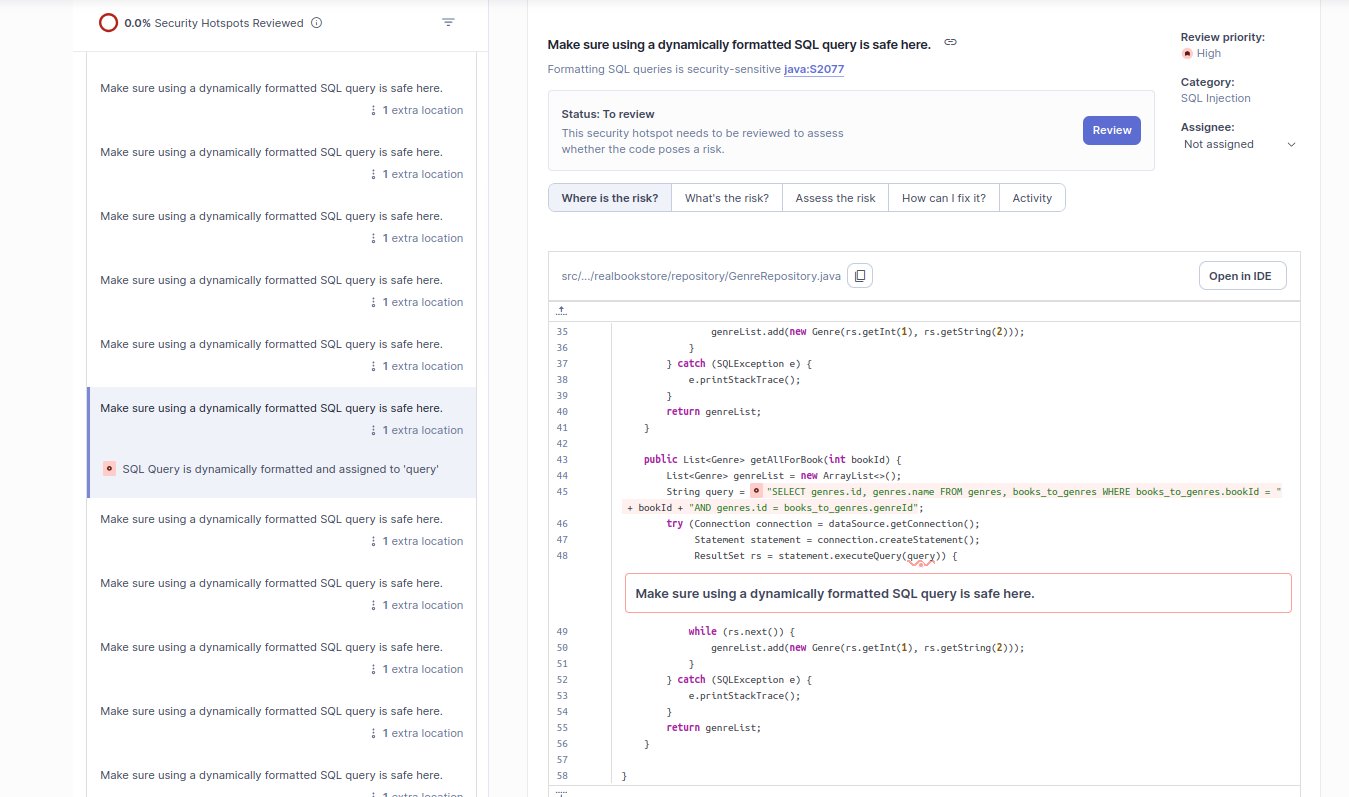 0.0% Security Hotspots Reviewed
Make sure using a dynamically formatted SQL query is safe here.
1 extra location
Make sure using a dynamically formatted SQL query is safe here.
1 extra location
Make sure using a dynamically formatted SQL query is safe here.
1 extra location
Make sure using a dynamically formatted SQL query is safe here.
1 extra location
Make sure using a dynamically formatted SQL query is safe here.
1 extra location
Make sure using a dynamically formatted SQL query is safe here.
1 extra location
SQL Query is dynamically formatted and assigned to 'query'
Make sure using a dynamically formatted SQL query is safe here.
1 extra location
Make sure using a dynamically formatted SQL query is safe here.
1 extra location
Make sure using a dynamically formatted SQL query is safe here.
1 extra location
Make sure using a dynamically formatted SQL query is safe here.
1 extra location
Make sure using a dynamically formatted SQL query is safe here.
1 extra location
Make sure using a dynamically formatted SQL query is safe here.
Formatting SQL queries is security-sensitive java:S2077
Status: To review
This security hotspot needs to be reviewed to assess
whether the code poses a risk.
Review
Review priority:
High
Category:
SQL Injection
Assignee:
Not assigned
Where is the risk? What's the risk? Assess the risk How can I fix it? Activity
src/.../realbookstore/repository/GenreRepository.java
Open in IDE
35 genreList.add(new Genre(rs.getInt(1), rs.getString(2)));
36 }
37 } catch (SQLException e) {
38 e.printStackTrace();
39 }
40 return genreList;
41 }
42
43 public List<Genre> getAllForBook(int bookId) {
44 List<Genre> genreList = new ArrayList<>();
45 String query = "SELECT genres.id, genres.name FROM genres, books_to_genres WHERE books_to_genres.bookId = "
+ bookId + "AND genres.id = books_to_genres.genreId";
46 try (Connection connection = dataSource.getConnection();
47 Statement statement = connection.createStatement();
48 ResultSet rs = statement.executeQuery(query)) {
Make sure using a dynamically formatted SQL query is safe here.
49 while (rs.next()) {
50 genreList.add(new Genre(rs.getInt(1), rs.getString(2)));
51 }
52 } catch (SQLException e) {
53 e.printStackTrace();
54 }
55 return genreList;
56 }
57
58 }